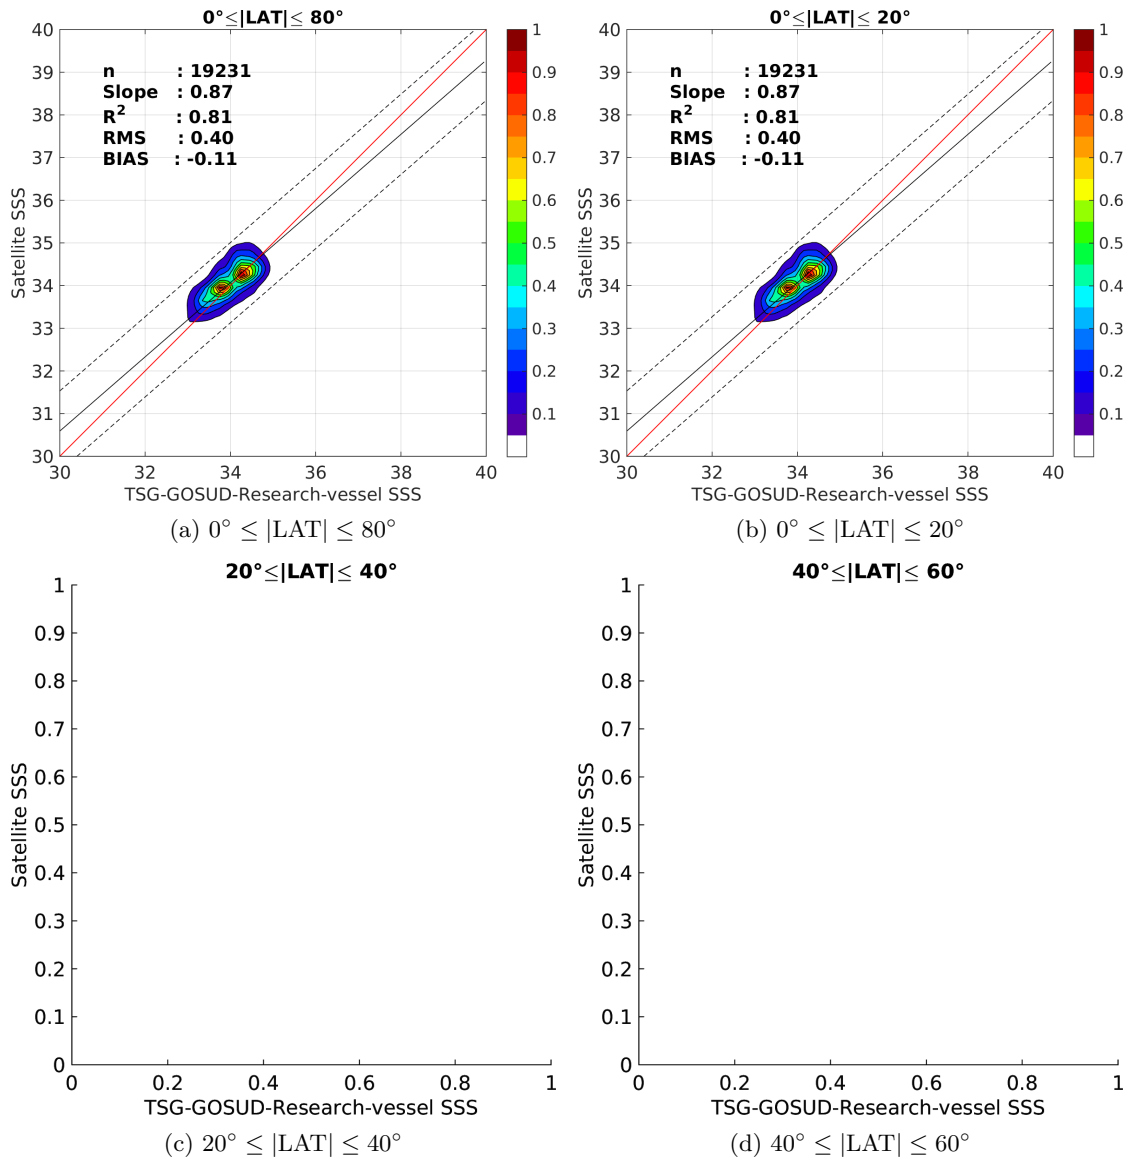 0°≤|LAT|≤ 80°
40
39
38
37
36
35
34
33
32
31
30
Satellite SSS
n : 19231
Slope : 0.87
R² : 0.81
RMS : 0.40
BIAS : -0.11
30 32 34 36 38 40
TSG-GOSUD-Research-vessel SSS
1
0.9
0.8
0.7
0.6
0.5
0.4
0.3
0.2
0.1
(a) 0° ≤ |LAT| ≤ 80°
0°≤|LAT|≤ 20°
40
39
38
37
36
35
34
33
32
31
30
Satellite SSS
n : 19231
Slope : 0.87
R² : 0.81
RMS : 0.40
BIAS : -0.11
30 32 34 36 38 40
TSG-GOSUD-Research-vessel SSS
1
0.9
0.8
0.7
0.6
0.5
0.4
0.3
0.2
0.1
(b) 0° ≤ |LAT| ≤ 20°
20°≤|LAT|≤ 40°
1
0.9
0.8
0.7
0.6
0.5
0.4
0.3
0.2
0.1
0
Satellite SSS
0 0.2 0.4 0.6 0.8 1
TSG-GOSUD-Research-vessel SSS
(c) 20° ≤ |LAT| ≤ 40°
40°≤|LAT|≤ 60°
1
0.9
0.8
0.7
0.6
0.5
0.4
0.3
0.2
0.1
0
Satellite SSS
0 0.2 0.4 0.6 0.8 1
TSG-GOSUD-Research-vessel SSS
(d) 40° ≤ |LAT| ≤ 60°